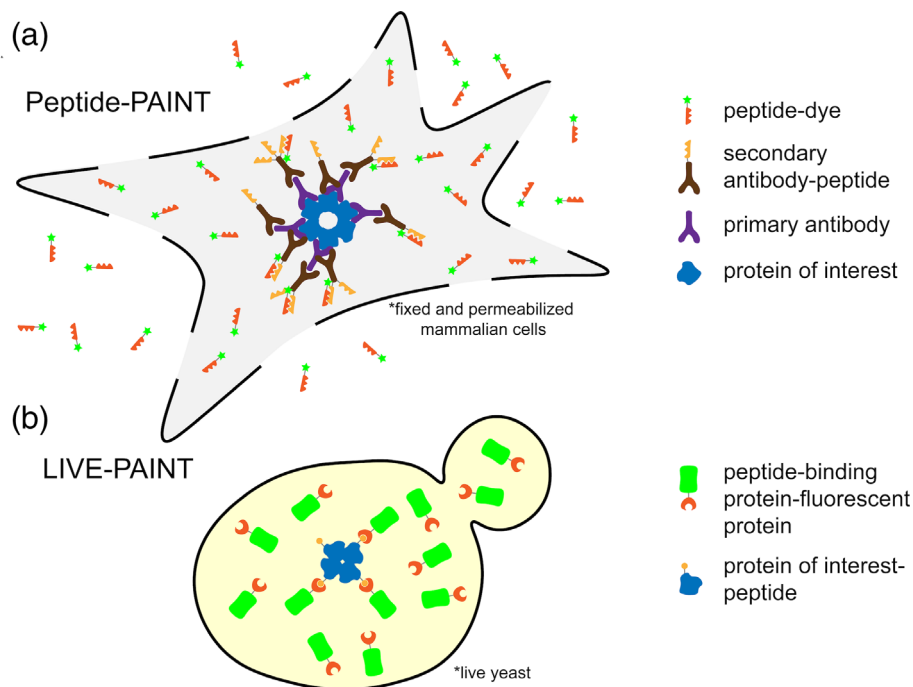 (a)
Peptide-PAINT
peptide-dye
secondary
antibody-peptide
primary antibody
protein of interest
*fixed and permeabilized
mammalian cells
(b)
LIVE-PAINT
peptide-binding
protein-fluorescent
protein
protein of interest-
peptide
*live yeast